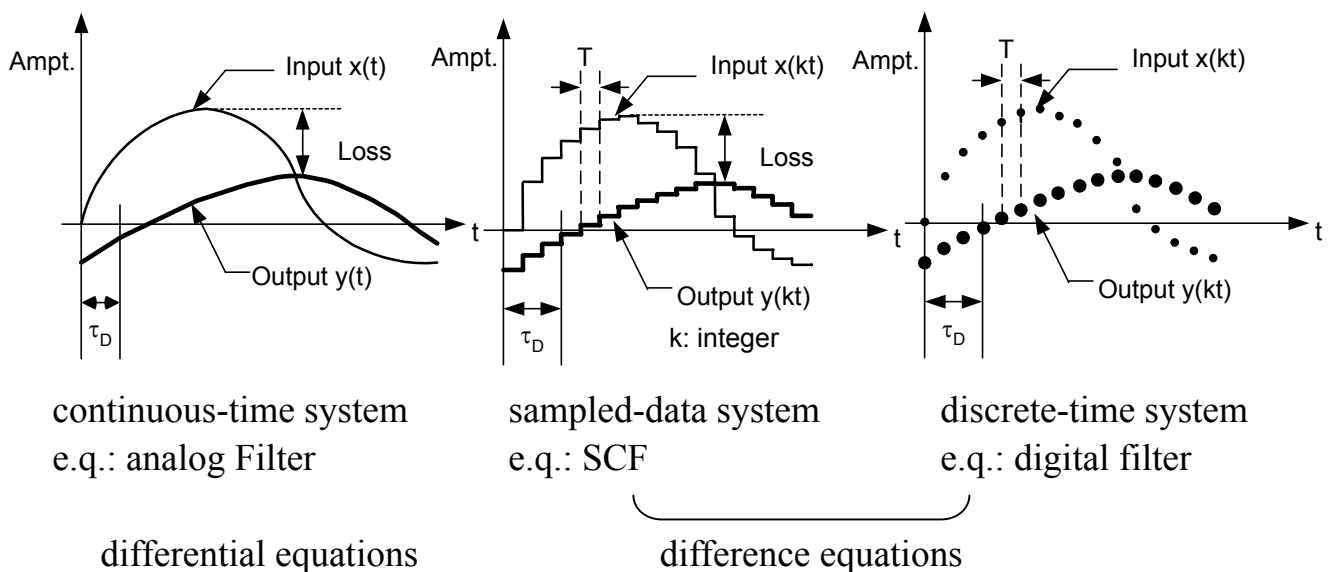 Ampt.
Input x(t)
Loss
t
Output y(t)
τD
Ampt.
T
Input x(kt)
Loss
t
Output y(kt)
τD
k: integer
Ampt.
T
Input x(kt)
t
Output y(kt)
τD
continuous-time system
e.q.: analog Filter
sampled-data system
e.q.: SCF
discrete-time system
e.q.: digital filter
differential equations
difference equations